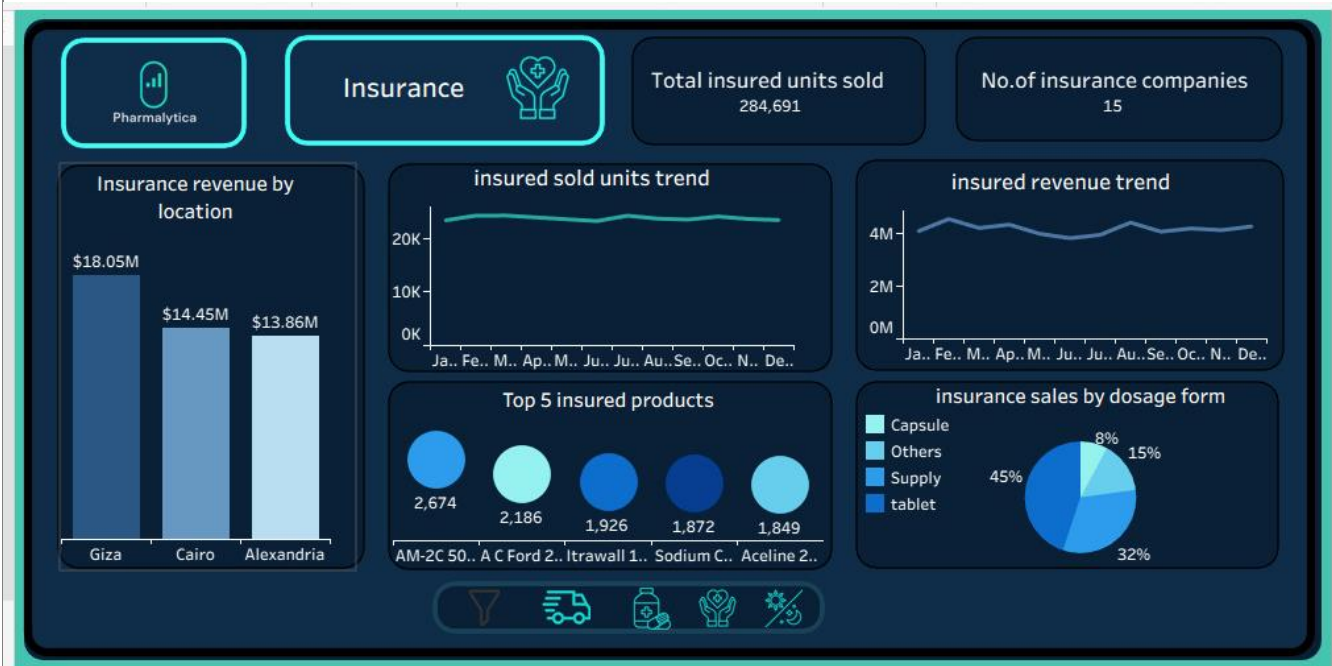 Pharmalytica
Insurance
Total insured units sold
284,691
No.of insurance companies
15
Insurance revenue by
location
$18.05M
$14.45M
$13.86M
Giza Cairo Alexandria
insured sold units trend
20K
10K
0K
Ja.. Fe.. M.. Ap.. M.. Ju.. Ju.. Au.. Se.. Oc.. N.. De..
insured revenue trend
4M
2M
0M
Ja.. Fe.. M.. Ap.. M.. Ju.. Ju.. Au.. Se.. Oc.. N.. De..
Top 5 insured products
2,674
2,186
1,926
1,872
1,849
AM-2C 50.. A C Ford 2.. Itrawall 1.. Sodium C.. Aceline 2..
insurance sales by dosage form
Capsule
Others
Supply
tablet
8%
15%
45%
32%